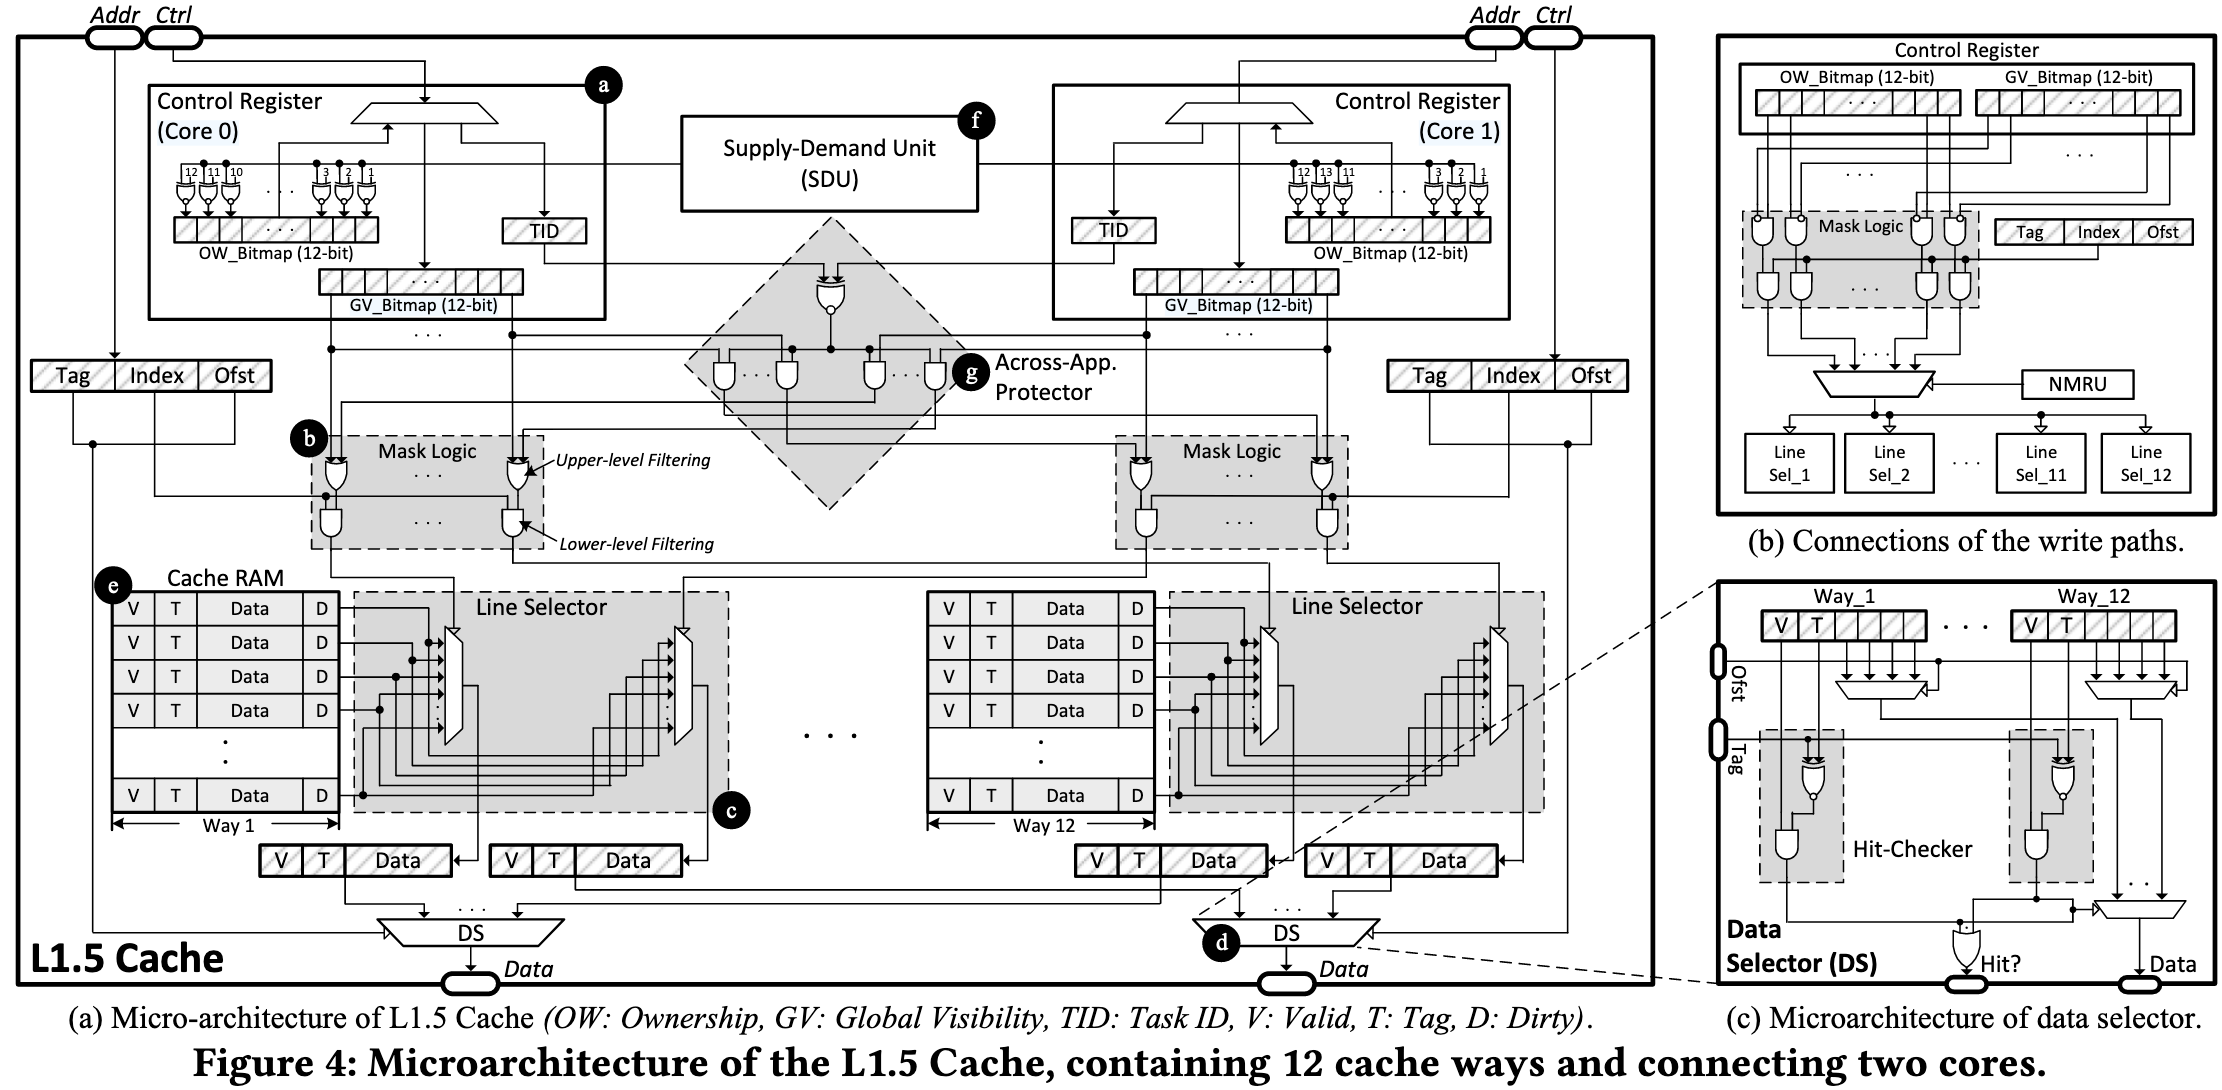 Addr Ctrl
Addr Ctrl
Control Register
(Core 0)
a
12 11 10 . . . 3 2 1
OW_Bitmap (12-bit)
TID
. . .
GV_Bitmap (12-bit)
. . .
Supply-Demand Unit
(SDU)
f
Control Register
(Core 1)
12 13 11 . . . 3 2 1
TID
OW_Bitmap (12-bit)
. . .
GV_Bitmap (12-bit)
. . .
Tag Index Ofst
g
Across-App.
Protector
Tag Index Ofst
b
Mask Logic
. . .
Upper-level Filtering
. . .
Lower-level Filtering
Mask Logic
. . .
. . .
e
Cache RAM
V T Data D
V T Data D
V T Data D
V T Data D
V T Data D
Way 1
Line Selector
c
. . .
V T Data D
V T Data D
V T Data D
V T Data D
V T Data D
Way 12
Line Selector
V T Data
V T Data
V T Data
V T Data
. . .
DS
. . .
d
DS
L1.5 Cache
Data
Data
(a) Micro-architecture of L1.5 Cache (OW: Ownership, GV: Global Visibility, TID: Task ID, V: Valid, T: Tag, D: Dirty).
Control Register
OW_Bitmap (12-bit) GV_Bitmap (12-bit)
. . . . . .
. . .
. . .
Mask Logic
Tag Index Ofst
. . .
. . .
NMRU
Line
Sel_1
Line
Sel_2
. . .
Line
Sel_11
Line
Sel_12
(b) Connections of the write paths.
Way_1 Way_12
V T . . . V T
Ofst
Tag
Hit-Checker
. .
Data
Selector (DS)
Hit?
Data
(c) Microarchitecture of data selector.
Figure 4: Microarchitecture of the L1.5 Cache, containing 12 cache ways and connecting two cores.